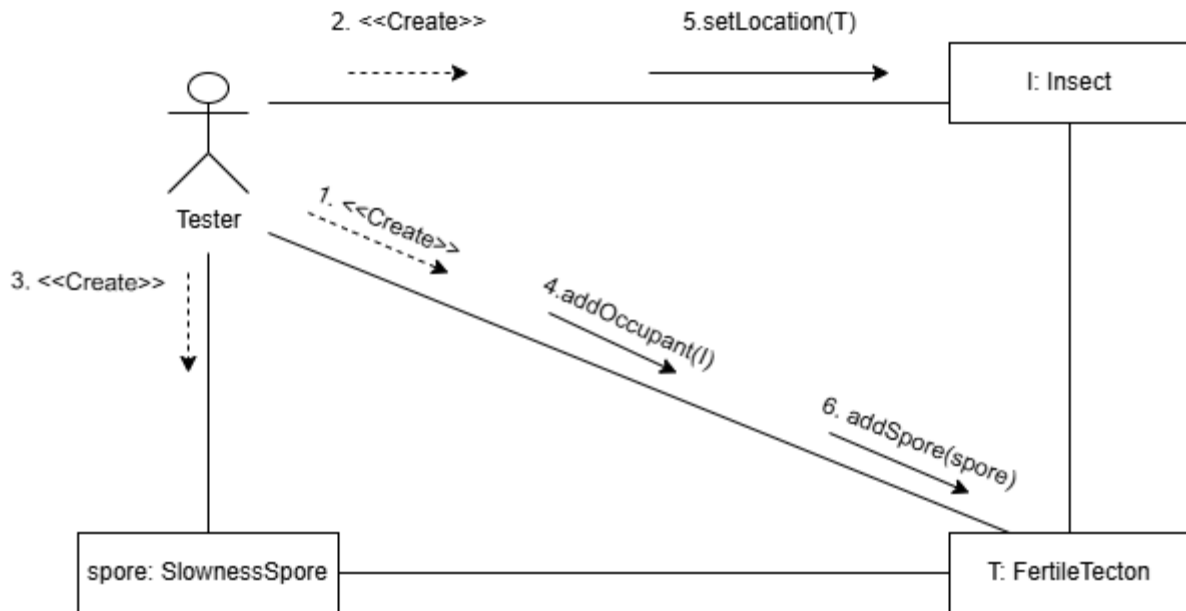 2. <<Create>>
5.setLocation(T)
I: Insect
Tester
1. <<Create>>
3. <<Create>>
4.addOccupant(I)
6. addSpore(spore)
spore: SlownessSpore
T: FertileTecton